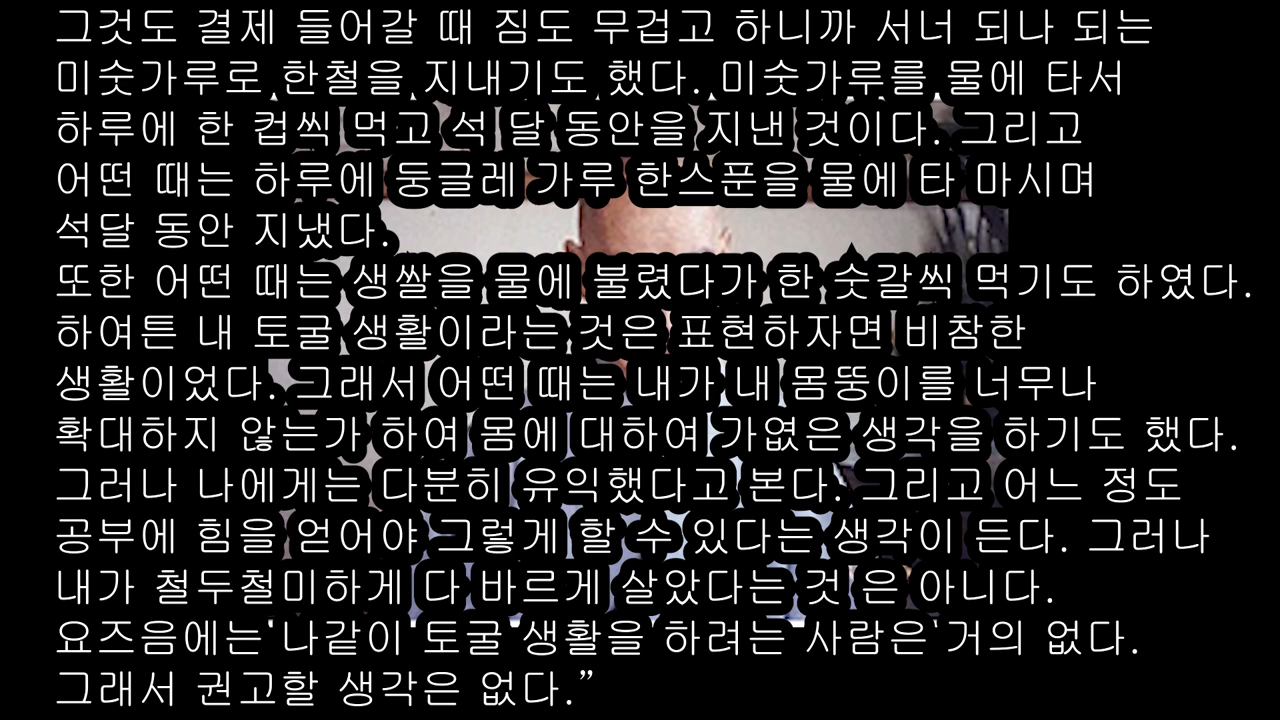 그것도 결제 들어갈 때 짐도 무겁고 하니까 서너 되나 되는
미숫가루로 한철을 지내기도 했다. 미숫가루를 물에 타서
하루에 한 컵씩 먹고 석 달 동안을 지낸 것이다. 그리고
어떤 때는 하루에 둥글레 가루 한스푼을 물에 타 마시며
석달 동안 지냈다.
또한 어떤 때는 생쌀을 물에 불렸다가 한 숫갈씩 먹기도 하였다.
하여튼 내 토굴 생활이라는 것은 표현하자면 비참한
생활이었다. 그래서 어떤 때는 내가 내 몸뚱이를 너무나
확대하지 않는가 하여 몸에 대하여 가엾은 생각을 하기도 했다.
그러나 나에게는 다분히 유익했다고 본다. 그리고 어느 정도
공부에 힘을 얻어야 그렇게 할 수 있다는 생각이 든다. 그러나
내가 철두철미하게 다 바르게 살았다는 것 은 아니다.
요즈음에는 나같이 토굴 생활을 하려는 사람은 거의 없다.
그래서 권고할 생각은 없다.”